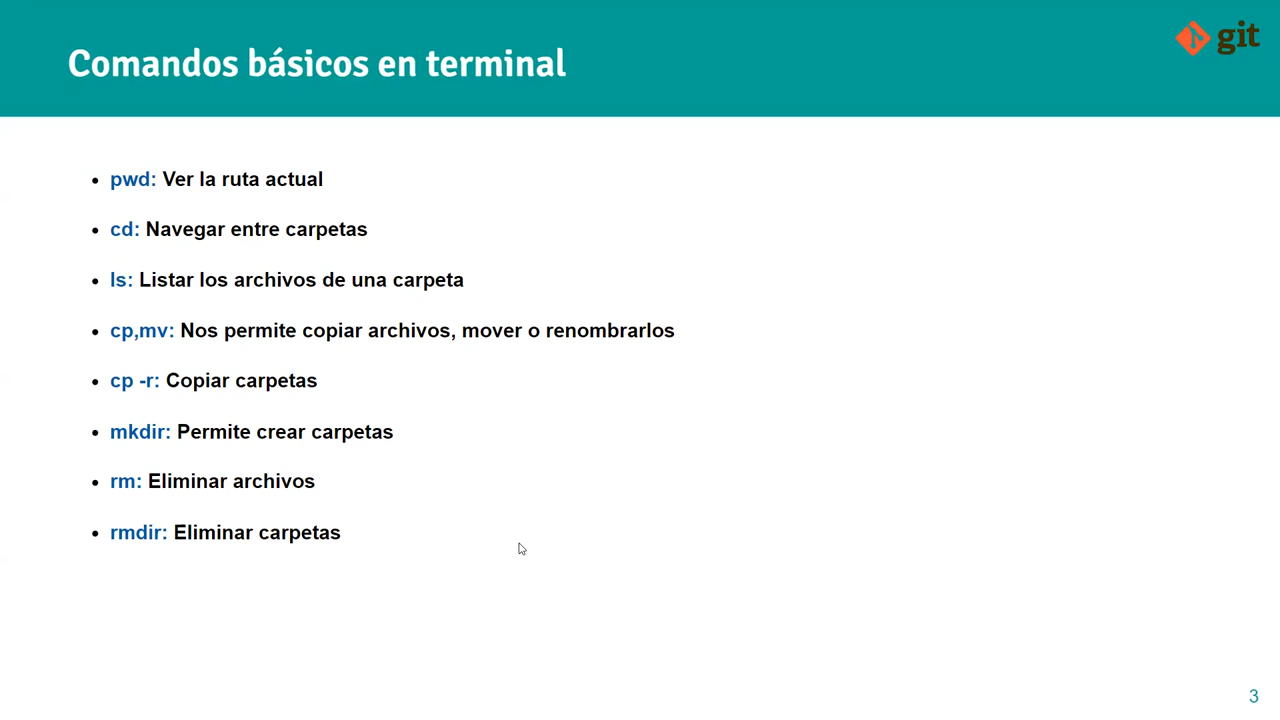 git
Comandos básicos en terminal
pwd: Ver la ruta actual
cd: Navegar entre carpetas
ls: Listar los archivos de una carpeta
cp,mv: Nos permite copiar archivos, mover o renombrarlos
cp -r: Copiar carpetas
mkdir: Permite crear carpetas
rm: Eliminar archivos
rmdir: Eliminar carpetas
3